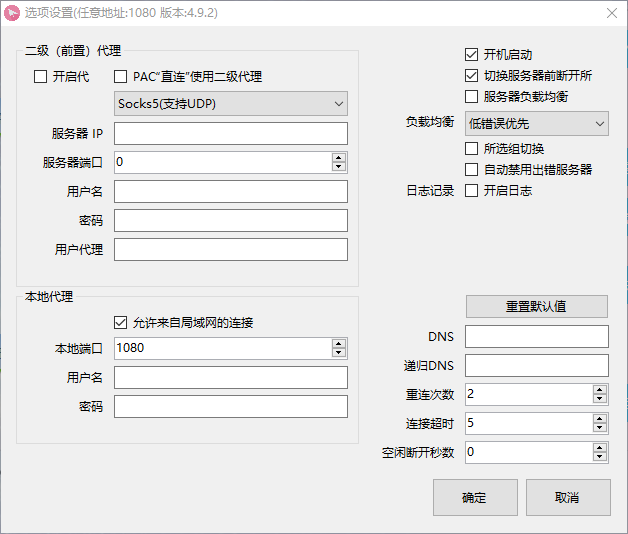 选项设置(任意地址:1080 版本:4.9.2)
二级（前置）代理
开启代
PAC“直连”使用二级代理
Socks5(支持UDP)
服务器 IP
服务器端口
0
用户名
密码
用户代理
本地代理
允许来自局域网的连接
本地端口
1080
用户名
密码
开机启动
切换服务器前断开所
服务器负载均衡
负载均衡
低错误优先
所选组切换
自动禁用出错服务器
日志记录
开启日志
重置默认值
DNS
递归DNS
重连次数
2
连接超时
5
空闲断开秒数
0
确定
取消